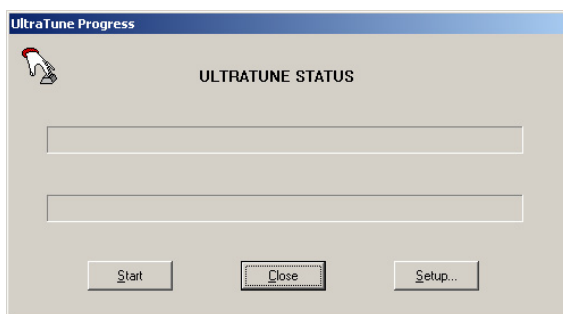 UltraTune Progress
ULTRATUNE STATUS
Start Close Setup...